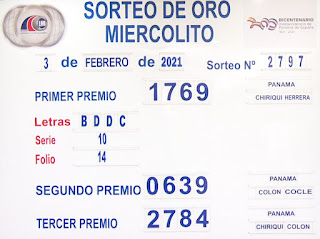 SORTEO DE ORO
MIERCOLITO
BICENTENARIO
3 de FEBRERO de 2021 Sorteo Nº 2797
PRIMER PREMIO 1769
PANAMA
CHIRIQUI HERRERA
Letras B D D C
Serie 10
Folio 14
SEGUNDO PREMIO 0639
PANAMA
COLON COCLE
TERCER PREMIO 2784
PANAMA
CHIRIQUI COLON